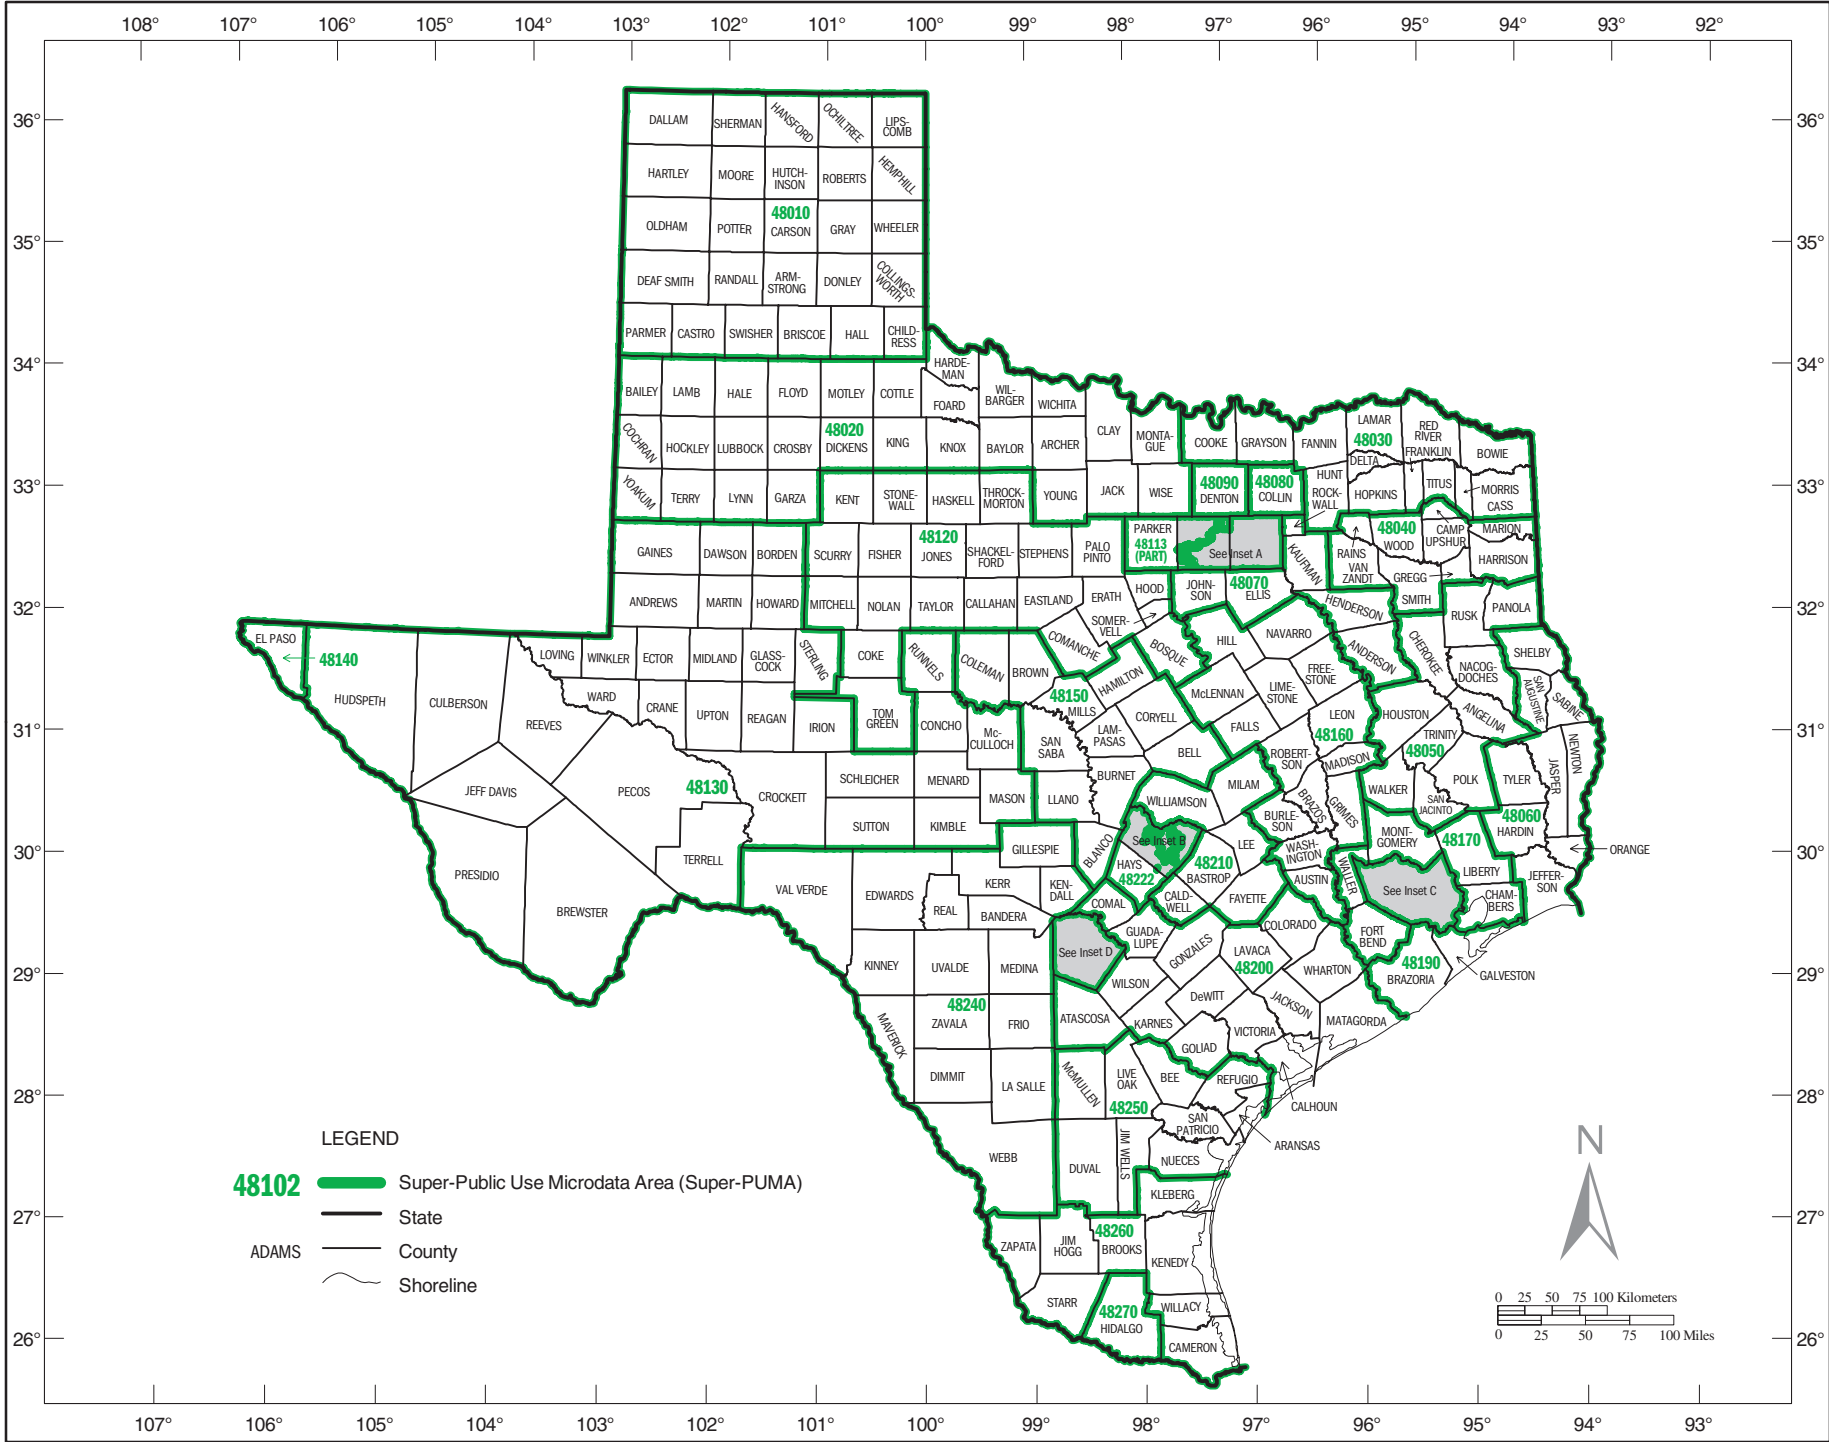 108° 107° 106° 105° 104° 103° 102° 101° 100° 99° 98° 97° 96° 95° 94° 93° 92°
36° 36°
35° 35°
34° 34°
33° 33°
32° 32°
31° 31°
30° 30°
29° 29°
28° 28°
27° 27°
26° 26°
DALLAM
SHERMAN
HANSFORD
OCHILTREE
LIPS-
COMB
HARTLEY
MOORE
HUTCH-
INSON
ROBERTS
HEMPHILL
48010
OLDHAM
POTTER
CARSON
GRAY
WHEELER
DEAF SMITH
RANDALL
ARM-
STRONG
DONLEY
COLLINGS-
WORTH
PARMER
CASTRO
SWISHER
BRISCOE
HALL
CHILD-
RESS
HARDE-
MAN
BAILEY
LAMB
HALE
FLOYD
MOTLEY
COTTLE
FOARD
WIL-
BARGER
WICHITA
CLAY
MONTA-
GUE
COOKE
GRAYSON
FANNIN
LAMAR
48030
RED
RIVER
BOWIE
DELTA
FRANKLIN
COCHRAN
HOCKLEY
LUBBOCK
CROSBY
48020
DICKENS
KING
KNOX
BAYLOR
ARCHER
YOAKUM
TERRY
LYNN
GARZA
KENT
STONE-
WALL
HASKELL
THROCK-
MORTON
YOUNG
JACK
WISE
48090
DENTON
48080
COLLIN
HUNT
ROCK-
WALL
HOPKINS
TITUS
MORRIS
CASS
GAINES
DAWSON
BORDEN
SCURRY
FISHER
48120
JONES
SHACKEL-
FORD
STEPHENS
PALO
PINTO
PARKER
48113
(PART)
See Inset A
KAUFMAN
RAINS
VAN
ZANDT
48040
WOOD
CAMP
UPSHUR
MARION
HARRISON
GREGG
ANDREWS
MARTIN
HOWARD
MITCHELL
NOLAN
TAYLOR
CALLAHAN
EASTLAND
ERATH
HOOD
SOMER-
VELL
JOHN-
SON
48070
ELLIS
HENDERSON
SMITH
RUSK
PANOLA
EL PASO
48140
HUDSPETH
CULBERSON
REEVES
LOVING
WINKLER
ECTOR
MIDLAND
GLASS-
COCK
STERLING
COKE
RUNNELS
COLEMAN
BROWN
COMANCHE
HAMILTON
BOSQUE
HILL
NAVARRO
ANDERSON
CHEROKEE
NACOG-
DOCHES
SHELBY
SAN
AUGUSTINE
SABINE
WARD
CRANE
UPTON
REAGAN
IRION
TOM
GREEN
CONCHO
Mc-
CULLOCH
SAN
SABA
48150
MILLS
LAM-
PASAS
CORYELL
McLENNAN
LIME-
STONE
FREE-
STONE
FALLS
LEON
48160
HOUSTON
ANGELINA
TRINITY
48050
POLK
TYLER
JASPER
NEWTON
JEFF DAVIS
PECOS
48130
CROCKETT
SCHLEICHER
MENARD
MASON
LLANO
BURNET
BELL
MILAM
ROBERT-
SON
MADISON
WALKER
SAN
JACINTO
SUTTON
KIMBLE
WILLIAMSON
BURLE-
SON
BRAZOS
GRIMES
MONT-
GOMERY
48170
48060
HARDIN
ORANGE
PRESIDIO
BREWSTER
TERRELL
VAL VERDE
EDWARDS
GILLESPIE
KERR
KEN-
DALL
BLANCO
See Inset B
HAYS
48222
48210
BASTROP
LEE
WASH-
INGTON
AUSTIN
WALLER
See Inset C
LIBERTY
CHAM-
BERS
JEFFER-
SON
REAL
BANDERA
COMAL
CALD-
WELL
FAYETTE
COLORADO
FORT
BEND
48190
BRAZORIA
GALVESTON
KINNEY
UVALDE
MEDINA
See Inset D
GUADA-
LUPE
GONZALES
LAVACA
48200
WHARTON
WILSON
DeWITT
JACKSON
MATAGORDA
MAVERICK
48240
ZAVALA
FRIO
ATASCOSA
KARNES
GOLIAD
VICTORIA
CALHOUN
DIMMIT
LA SALLE
McMULLEN
LIVE
OAK
BEE
REFUGIO
48250
SAN
PATRICIO
ARANSAS
WEBB
DUVAL
JIM WELLS
NUECES
KLEBERG
ZAPATA
JIM
HOGG
48260
BROOKS
KENEDY
STARR
48270
HIDALGO
WILLACY
CAMERON
LEGEND
48102 Super-Public Use Microdata Area (Super-PUMA)
State
ADAMS County
Shoreline
N
0 25 50 75 100 Kilometers
0 25 50 75 100 Miles
107° 106° 105° 104° 103° 102° 101° 100° 99° 98° 97° 96° 95° 94° 93°